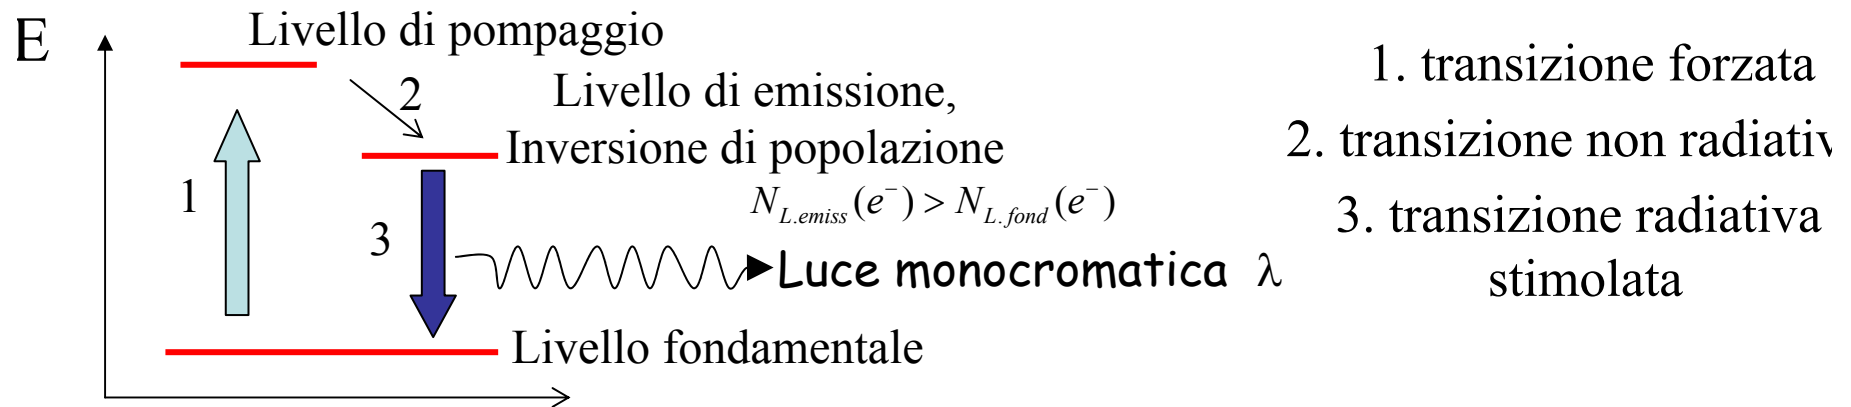 E
Livello di pompaggio
2
Livello di emissione,
Inversione di popolazione
N_{L.emiss}(e⁻) > N_{L.fond}(e⁻)
1
3
Luce monocromatica λ
Livello fondamentale
1. transizione forzata
2. transizione non radiativ
3. transizione radiativa
stimolata